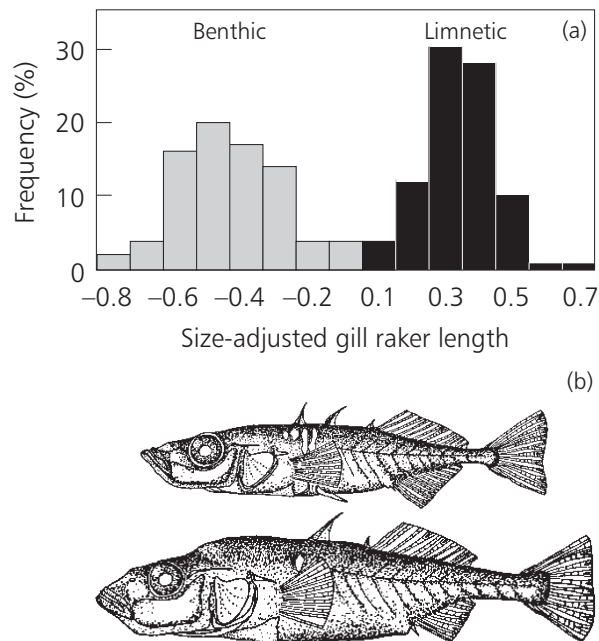 Benthic Limnetic (a)
30
20
10
0
Frequency (%)
−0.8 −0.6 −0.4 −0.2 0.1 0.3 0.5 0.7
Size-adjusted gill raker length
(b)